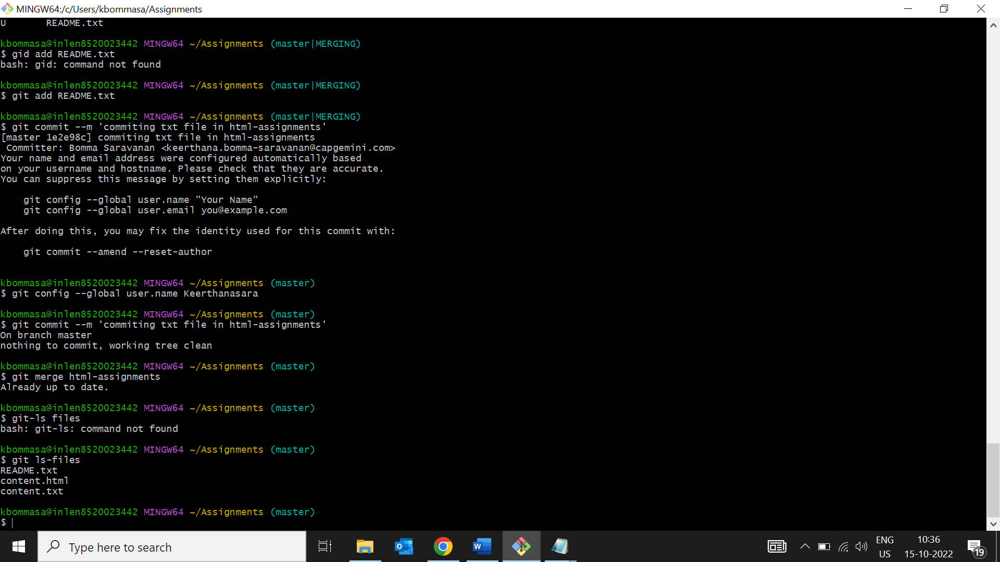 MINGW64:/c/Users/kbommasa/Assignments
U       README.txt
kbommasa@inlen8520023442 MINGW64 ~/Assignments (master|MERGING)
$ gid add README.txt
bash: gid: command not found
kbommasa@inlen8520023442 MINGW64 ~/Assignments (master|MERGING)
$ git add README.txt
kbommasa@inlen8520023442 MINGW64 ~/Assignments (master|MERGING)
$ git commit --m 'commiting txt file in html-assignments'
[master 1e2e98c] commiting txt file in html-assignments
 Committer: Bomma Saravanan <keerthana.bomma-saravanan@capgemini.com>
Your name and email address were configured automatically based
on your username and hostname. Please check that they are accurate.
You can suppress this message by setting them explicitly:
    git config --global user.name "Your Name"
    git config --global user.email you@example.com
After doing this, you may fix the identity used for this commit with:
    git commit --amend --reset-author
kbommasa@inlen8520023442 MINGW64 ~/Assignments (master)
$ git config --global user.name Keerthanasara
kbommasa@inlen8520023442 MINGW64 ~/Assignments (master)
$ git commit --m 'commiting txt file in html-assignments'
On branch master
nothing to commit, working tree clean
kbommasa@inlen8520023442 MINGW64 ~/Assignments (master)
$ git merge html-assignments
Already up to date.
kbommasa@inlen8520023442 MINGW64 ~/Assignments (master)
$ git-ls files
bash: git-ls: command not found
kbommasa@inlen8520023442 MINGW64 ~/Assignments (master)
$ git ls-files
README.txt
content.html
content.txt
kbommasa@inlen8520023442 MINGW64 ~/Assignments (master)
$
Type here to search
ENG
US
10:36
15-10-2022
19